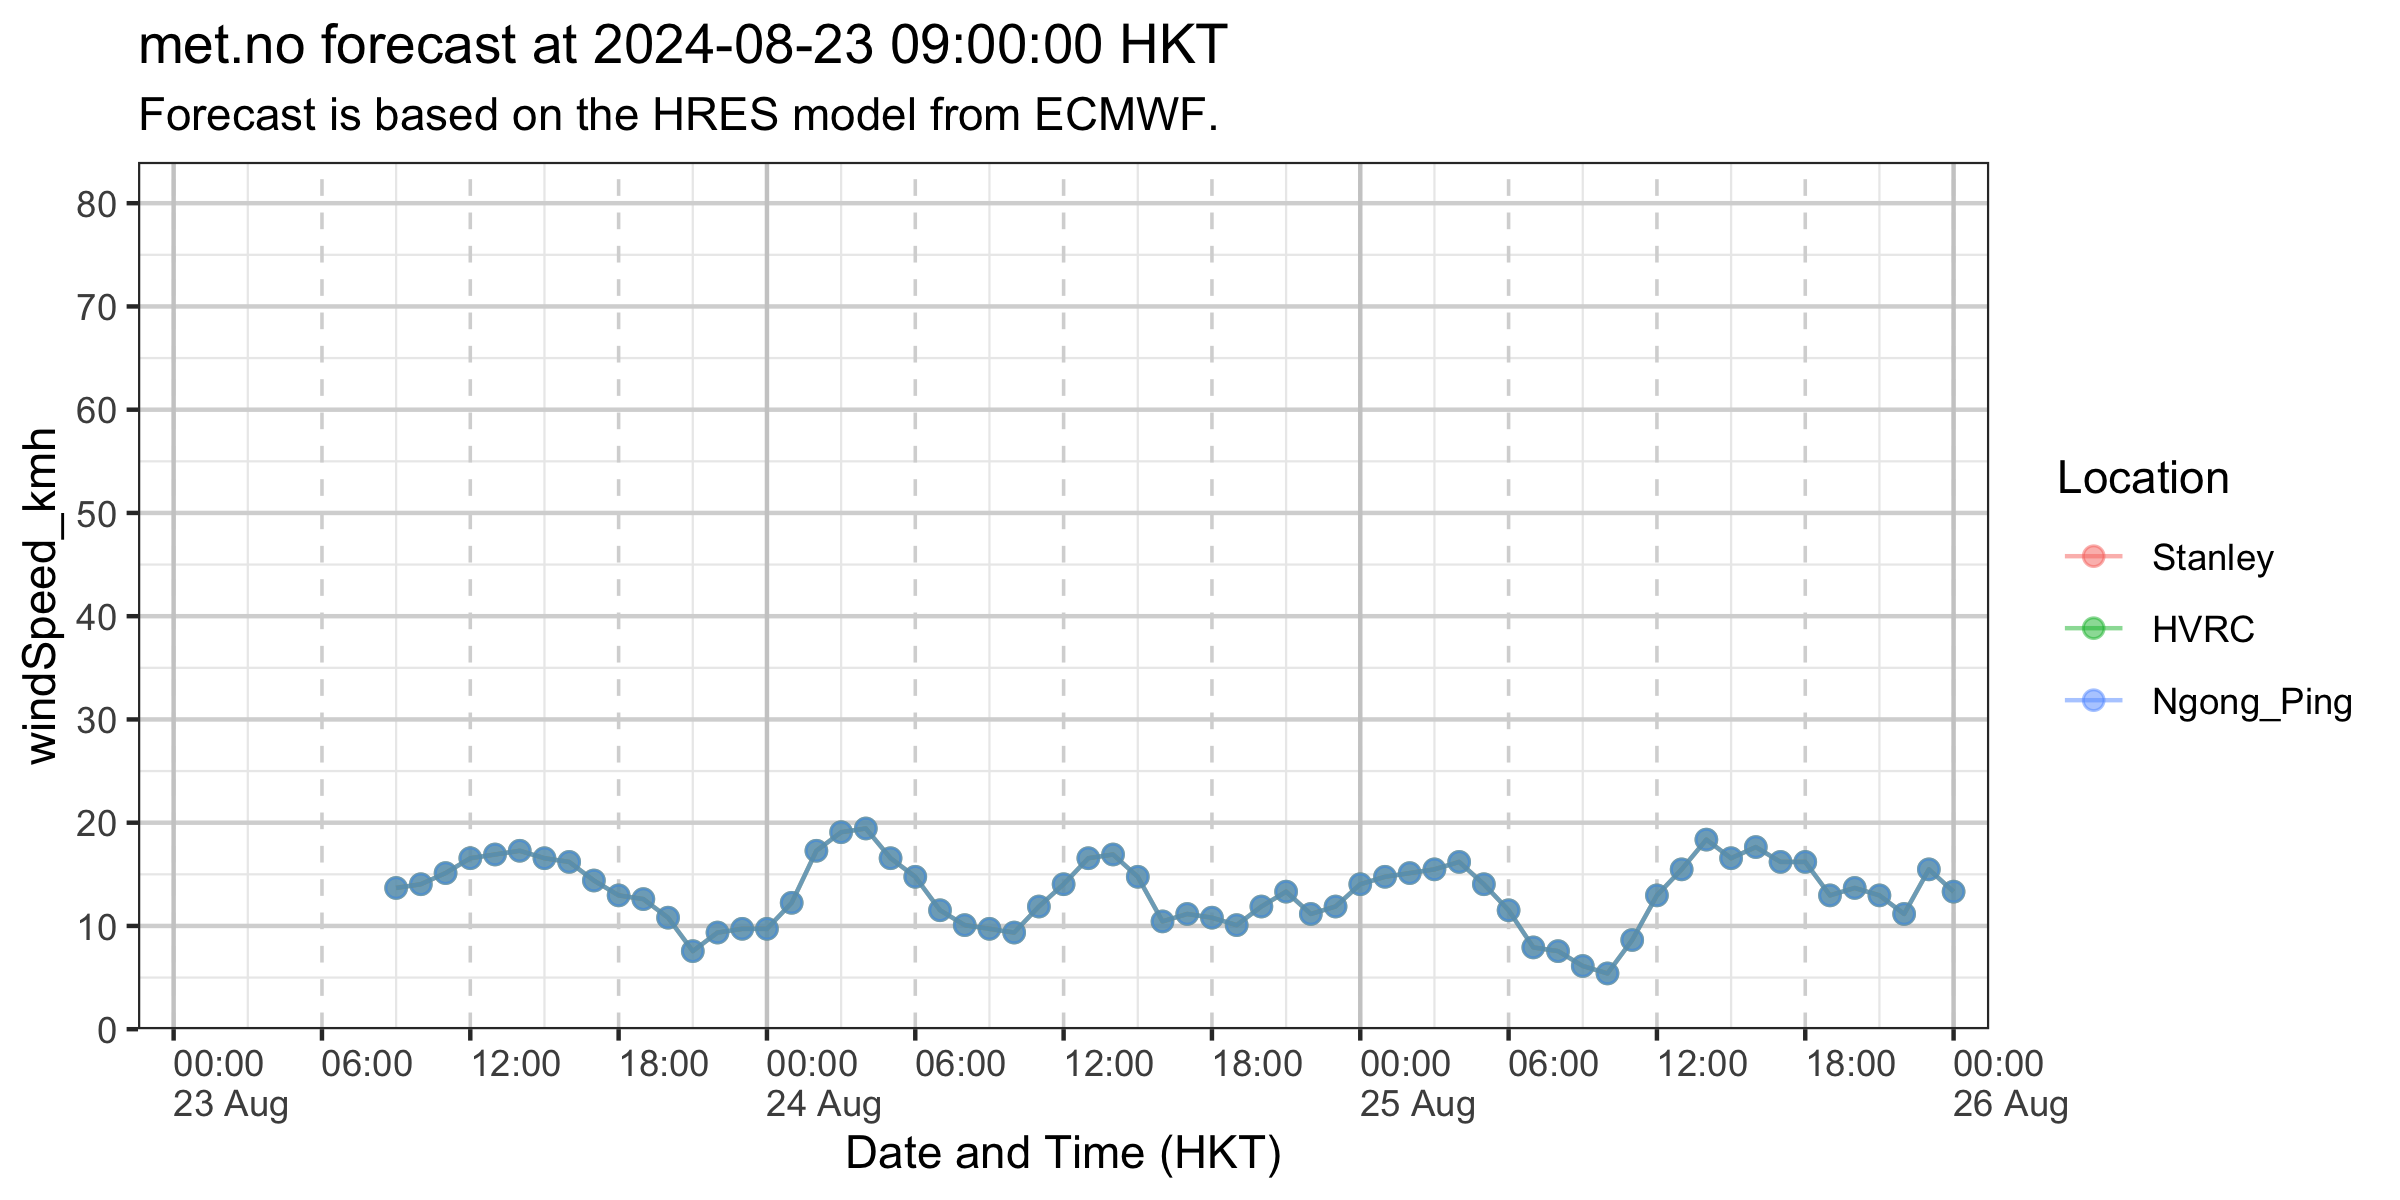 met.no forecast at 2024-08-23 09:00:00 HKT
Forecast is based on the HRES model from ECMWF.
windSpeed_kmh
80
70
60
50
40
30
20
10
0
00:00 06:00 12:00 18:00 00:00 06:00 12:00 18:00 00:00 06:00 12:00 18:00 00:00
23 Aug 24 Aug 25 Aug 26 Aug
Date and Time (HKT)
Location
Stanley
HVRC
Ngong_Ping